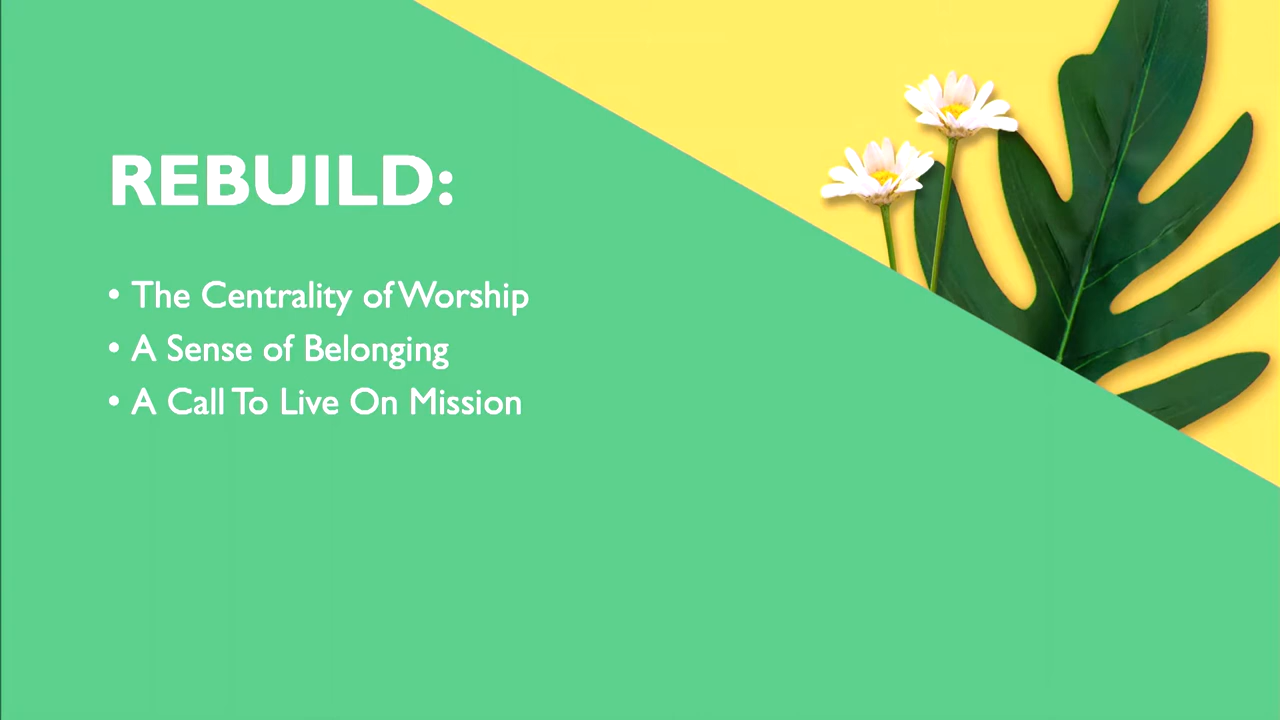 REBUILD:
• The Centrality of Worship
• A Sense of Belonging
• A Call To Live On Mission